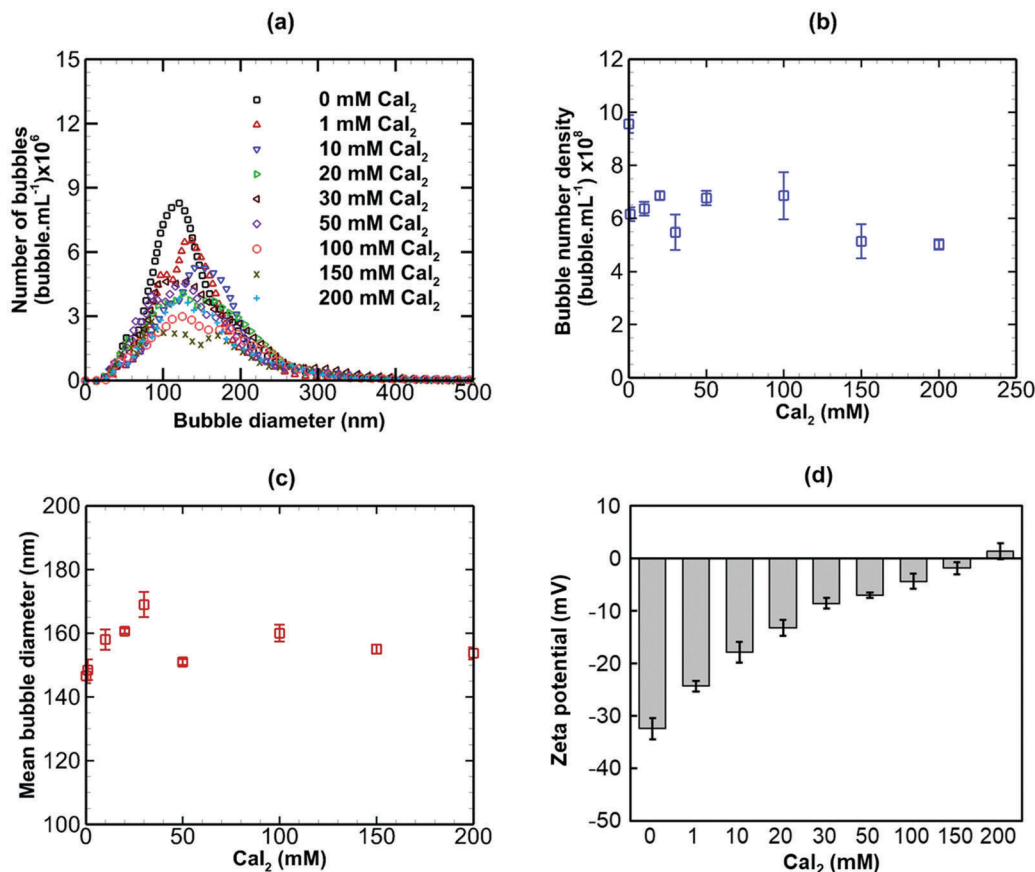 (a)
Number of bubbles
(bubble.mL⁻¹)x10⁶
15
12
9
6
3
0
0 mM CaI₂
1 mM CaI₂
10 mM CaI₂
20 mM CaI₂
30 mM CaI₂
50 mM CaI₂
100 mM CaI₂
150 mM CaI₂
200 mM CaI₂
0 100 200 300 400 500
Bubble diameter (nm)
(b)
Bubble number density
(bubble.mL⁻¹) x10⁸
12
10
8
6
4
2
0
0 50 100 150 200 250
CaI₂ (mM)
(c)
Mean bubble diameter (nm)
200
180
160
140
120
100
0 50 100 150 200
CaI₂ (mM)
(d)
Zeta potential (mV)
10
0
-10
-20
-30
-40
-50
0 1 10 20 30 50 100 150 200
CaI₂ (mM)